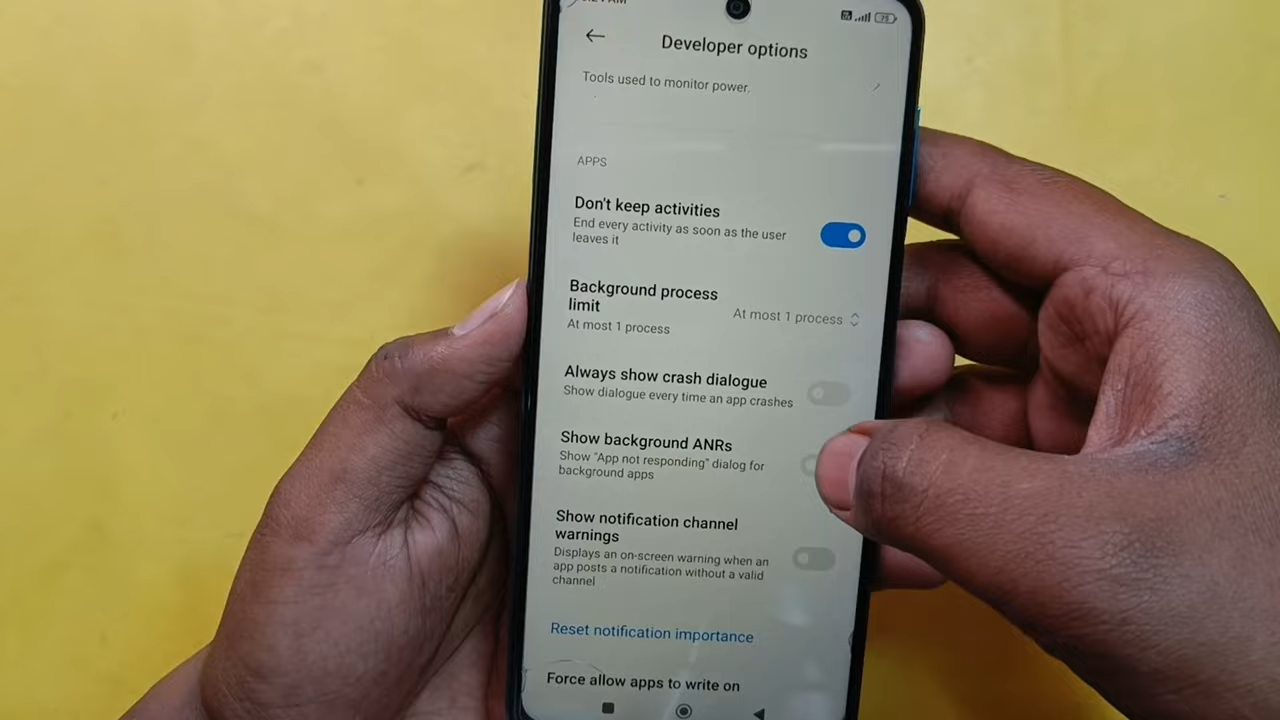 Developer options
Tools used to monitor power.
APPS
Don't keep activities
End every activity as soon as the user
leaves it
Background process
limit
At most 1 process
At most 1 process
Always show crash dialogue
Show dialogue every time an app crashes
Show background ANRs
Show "App not responding" dialog for
background apps
Show notification channel
warnings
Displays an on-screen warning when an
app posts a notification without a valid
channel
Reset notification importance
Force allow apps to write on